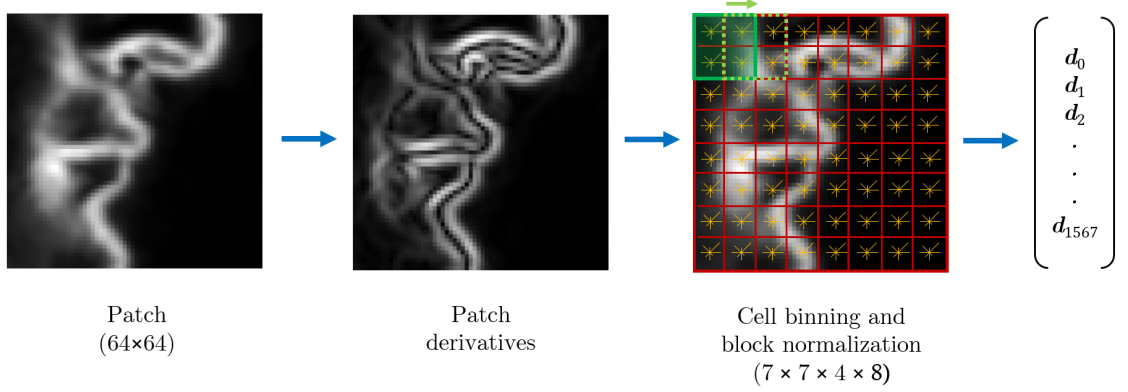 d₀
d₁
d₂
.
.
.
d₁₅₆₇
Patch
(64×64)
Patch
derivatives
Cell binning and
block normalization
(7 × 7 × 4 × 8)